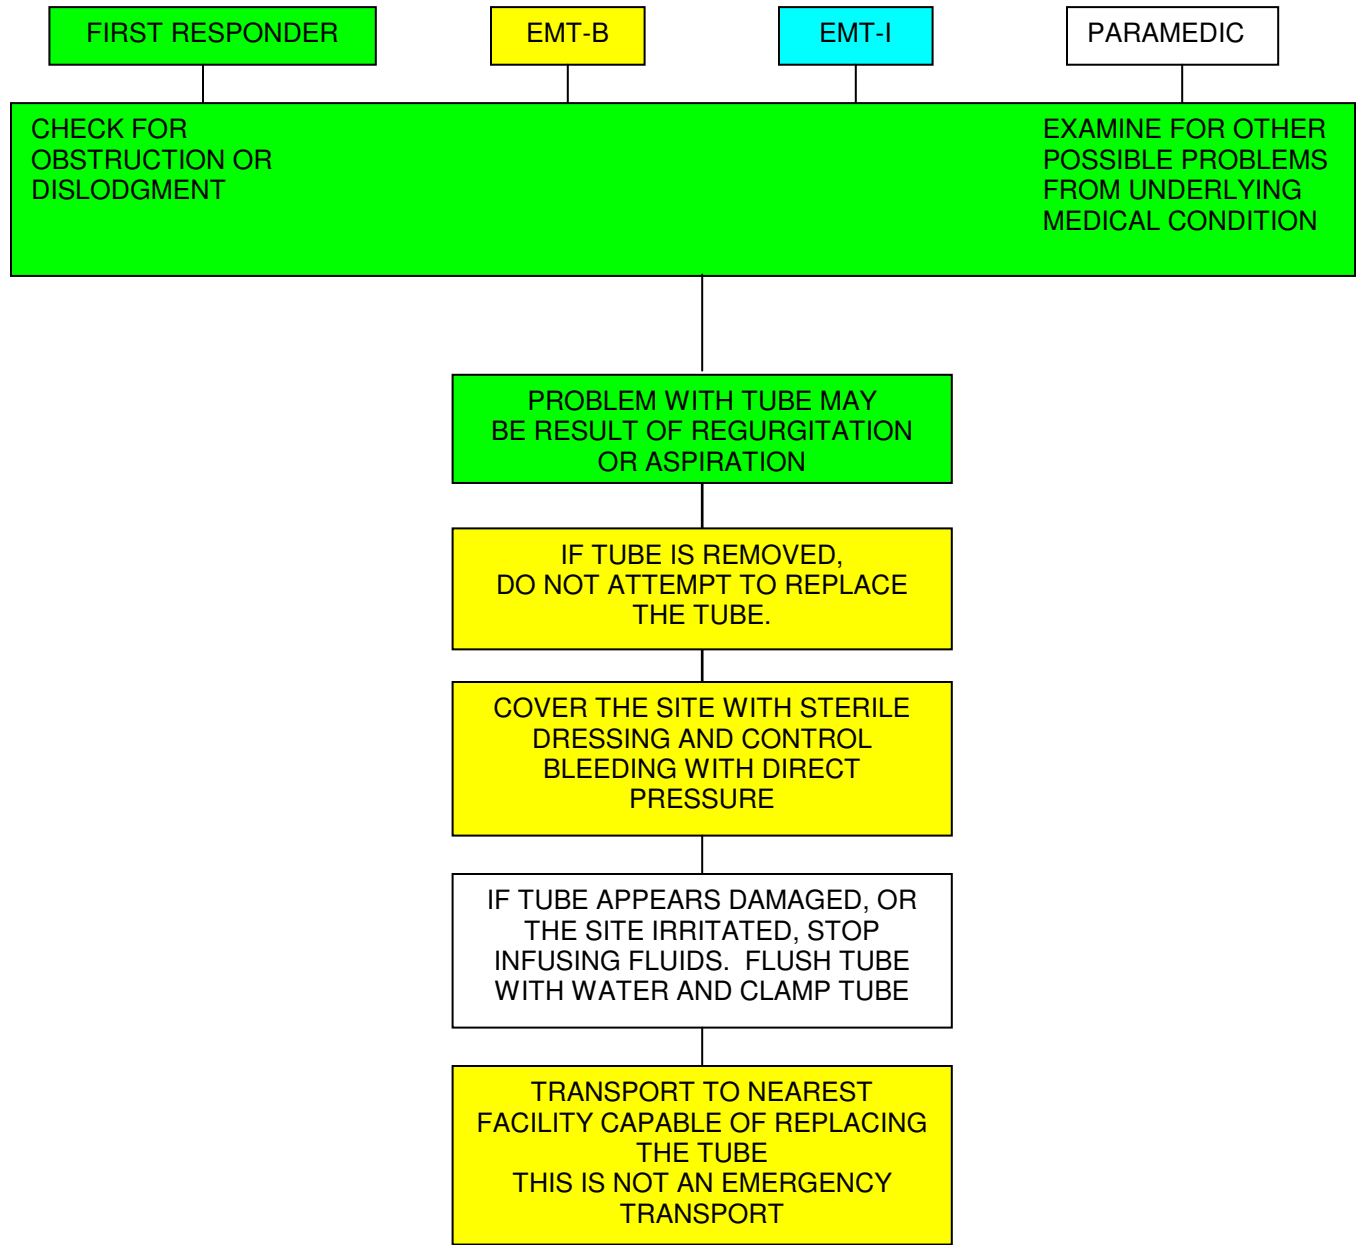 FIRST RESPONDER
EMT-B
EMT-I
PARAMEDIC
CHECK FOR
OBSTRUCTION OR
DISLODGMENT
EXAMINE FOR OTHER
POSSIBLE PROBLEMS
FROM UNDERLYING
MEDICAL CONDITION
PROBLEM WITH TUBE MAY
BE RESULT OF REGURGITATION
OR ASPIRATION
IF TUBE IS REMOVED,
DO NOT ATTEMPT TO REPLACE
THE TUBE.
COVER THE SITE WITH STERILE
DRESSING AND CONTROL
BLEEDING WITH DIRECT
PRESSURE
IF TUBE APPEARS DAMAGED, OR
THE SITE IRRITATED, STOP
INFUSING FLUIDS.  FLUSH TUBE
WITH WATER AND CLAMP TUBE
TRANSPORT TO NEAREST
FACILITY CAPABLE OF REPLACING
THE TUBE
THIS IS NOT AN EMERGENCY
TRANSPORT